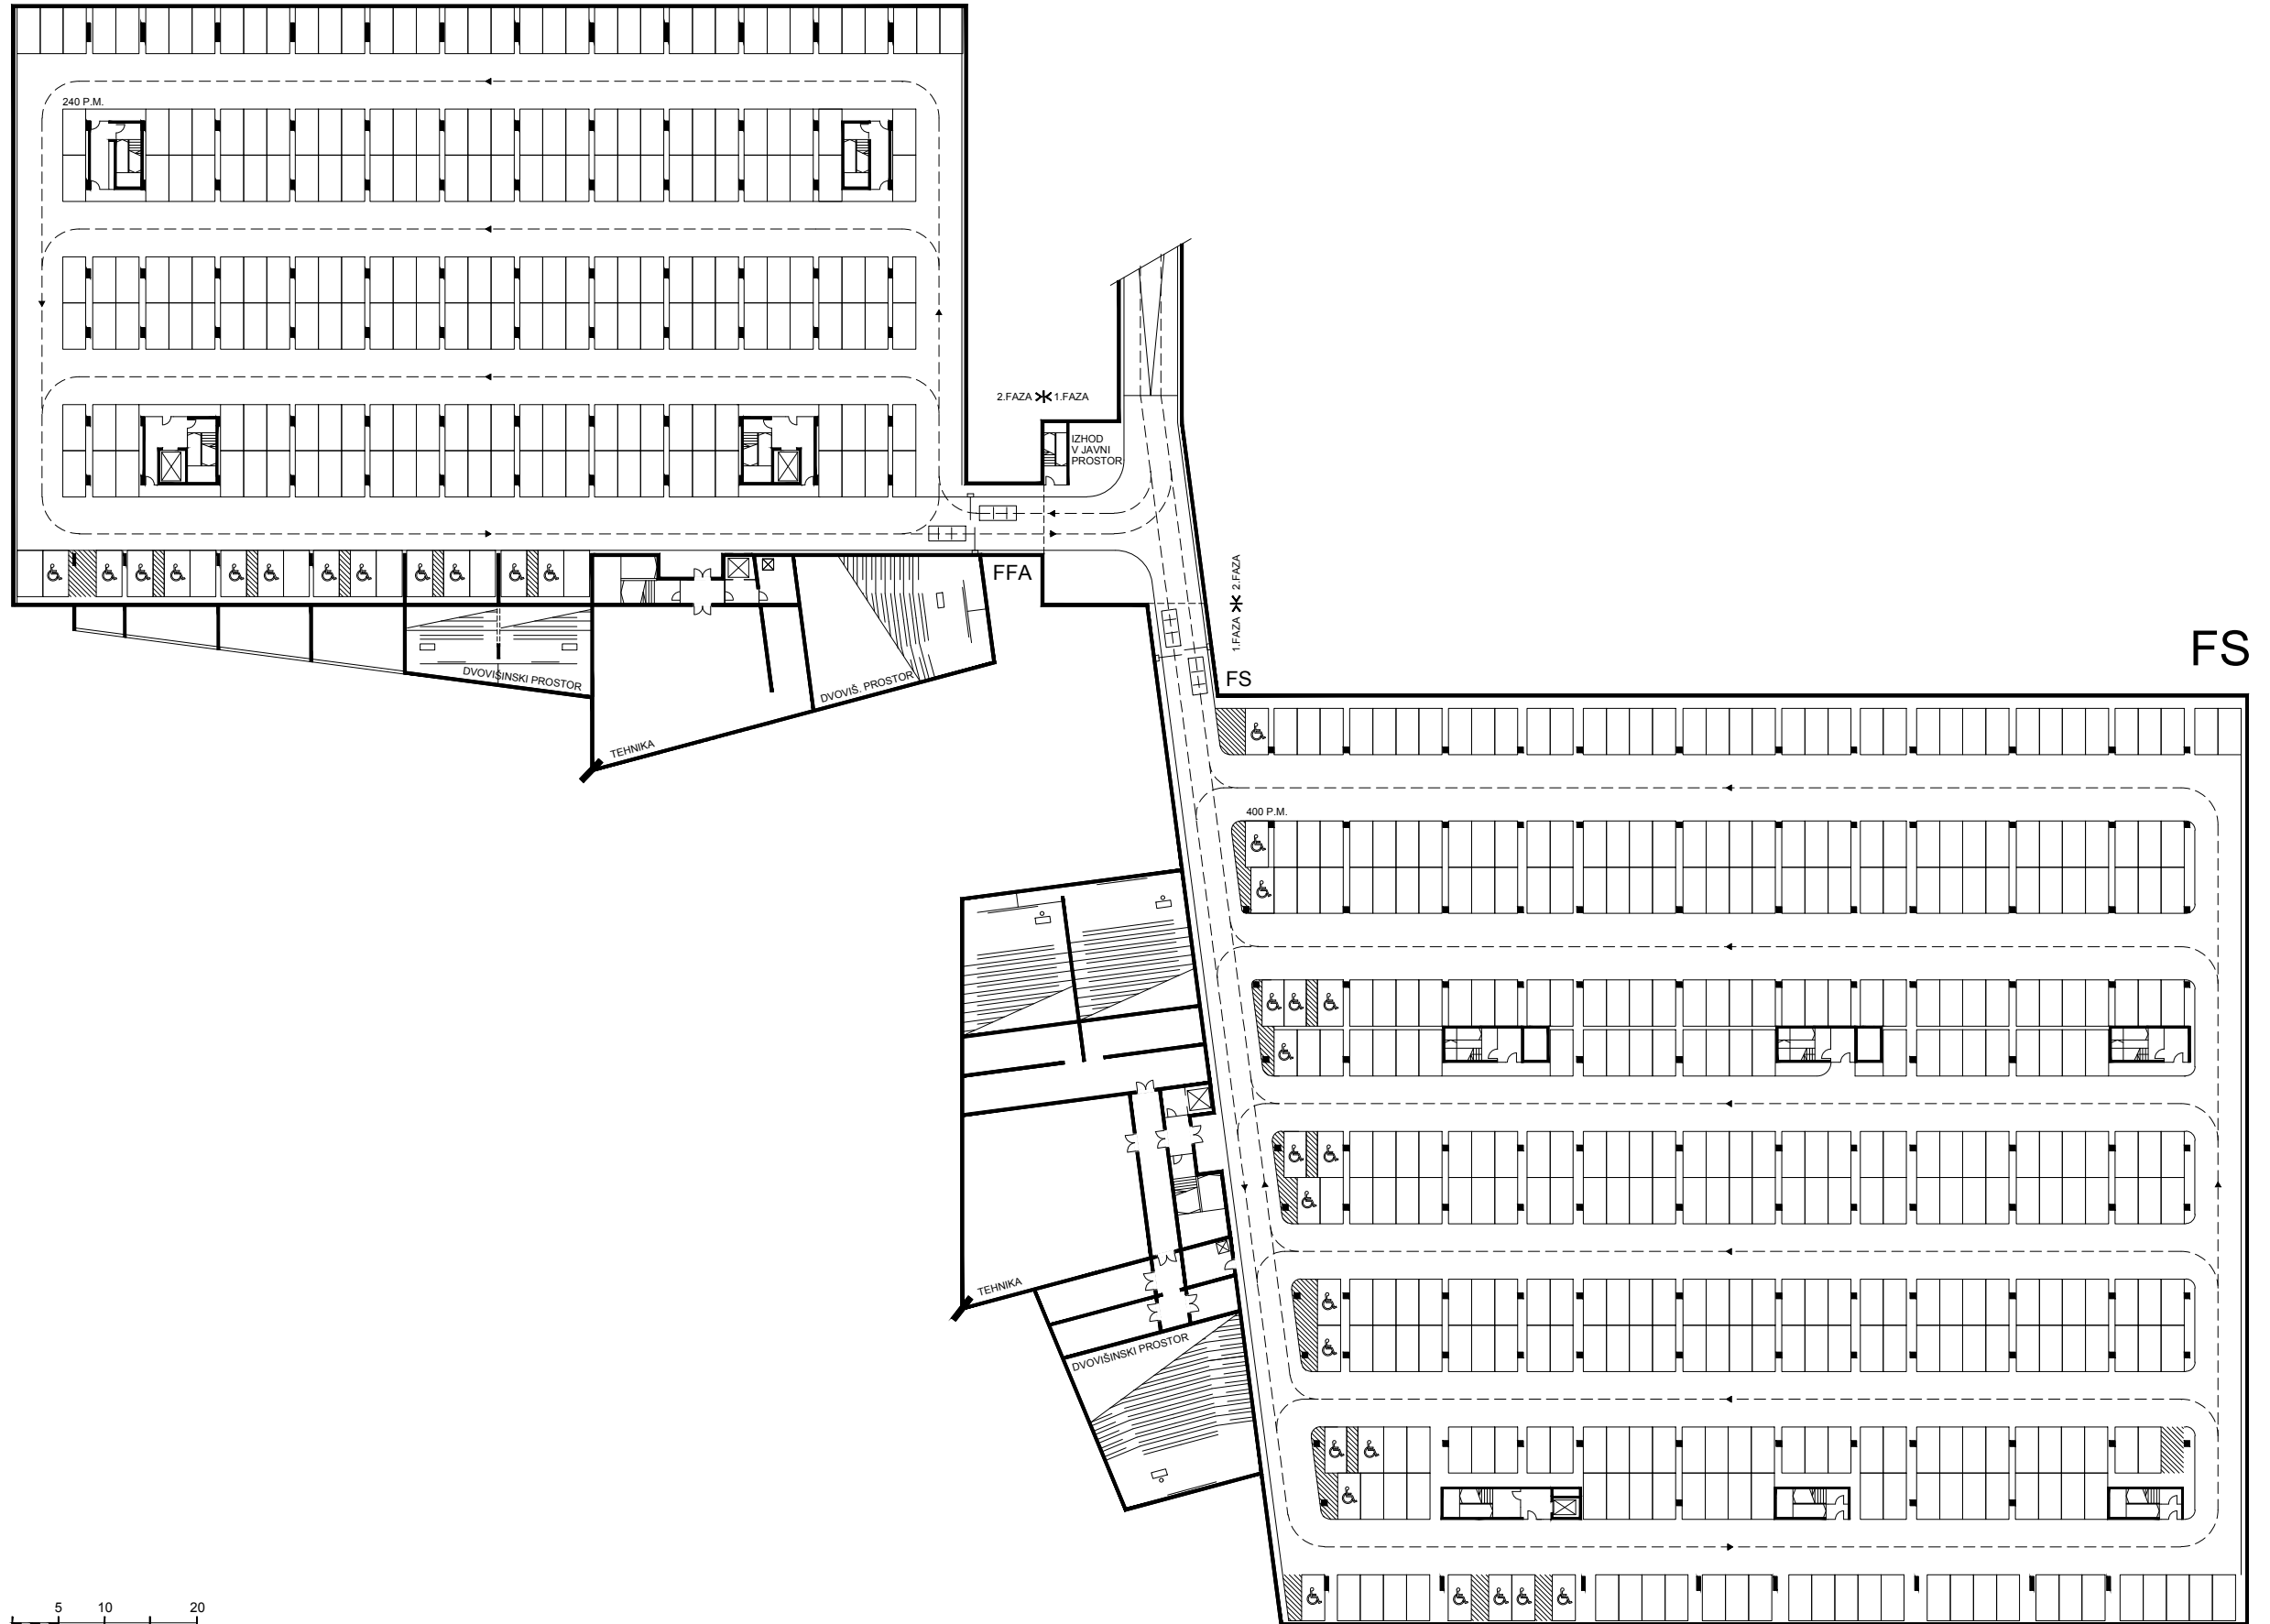 240 P.M.
2.FAZA 1.FAZA
IZHOD
V JAVNI
PROSTOR
FFA
1.FAZA 2.FAZA
FS
FS
DVOVIŠINSKI PROSTOR
DVOVIŠ. PROSTOR
TEHNIKA
400 P.M.
TEHNIKA
DVOVIŠINSKI PROSTOR
5 10 20